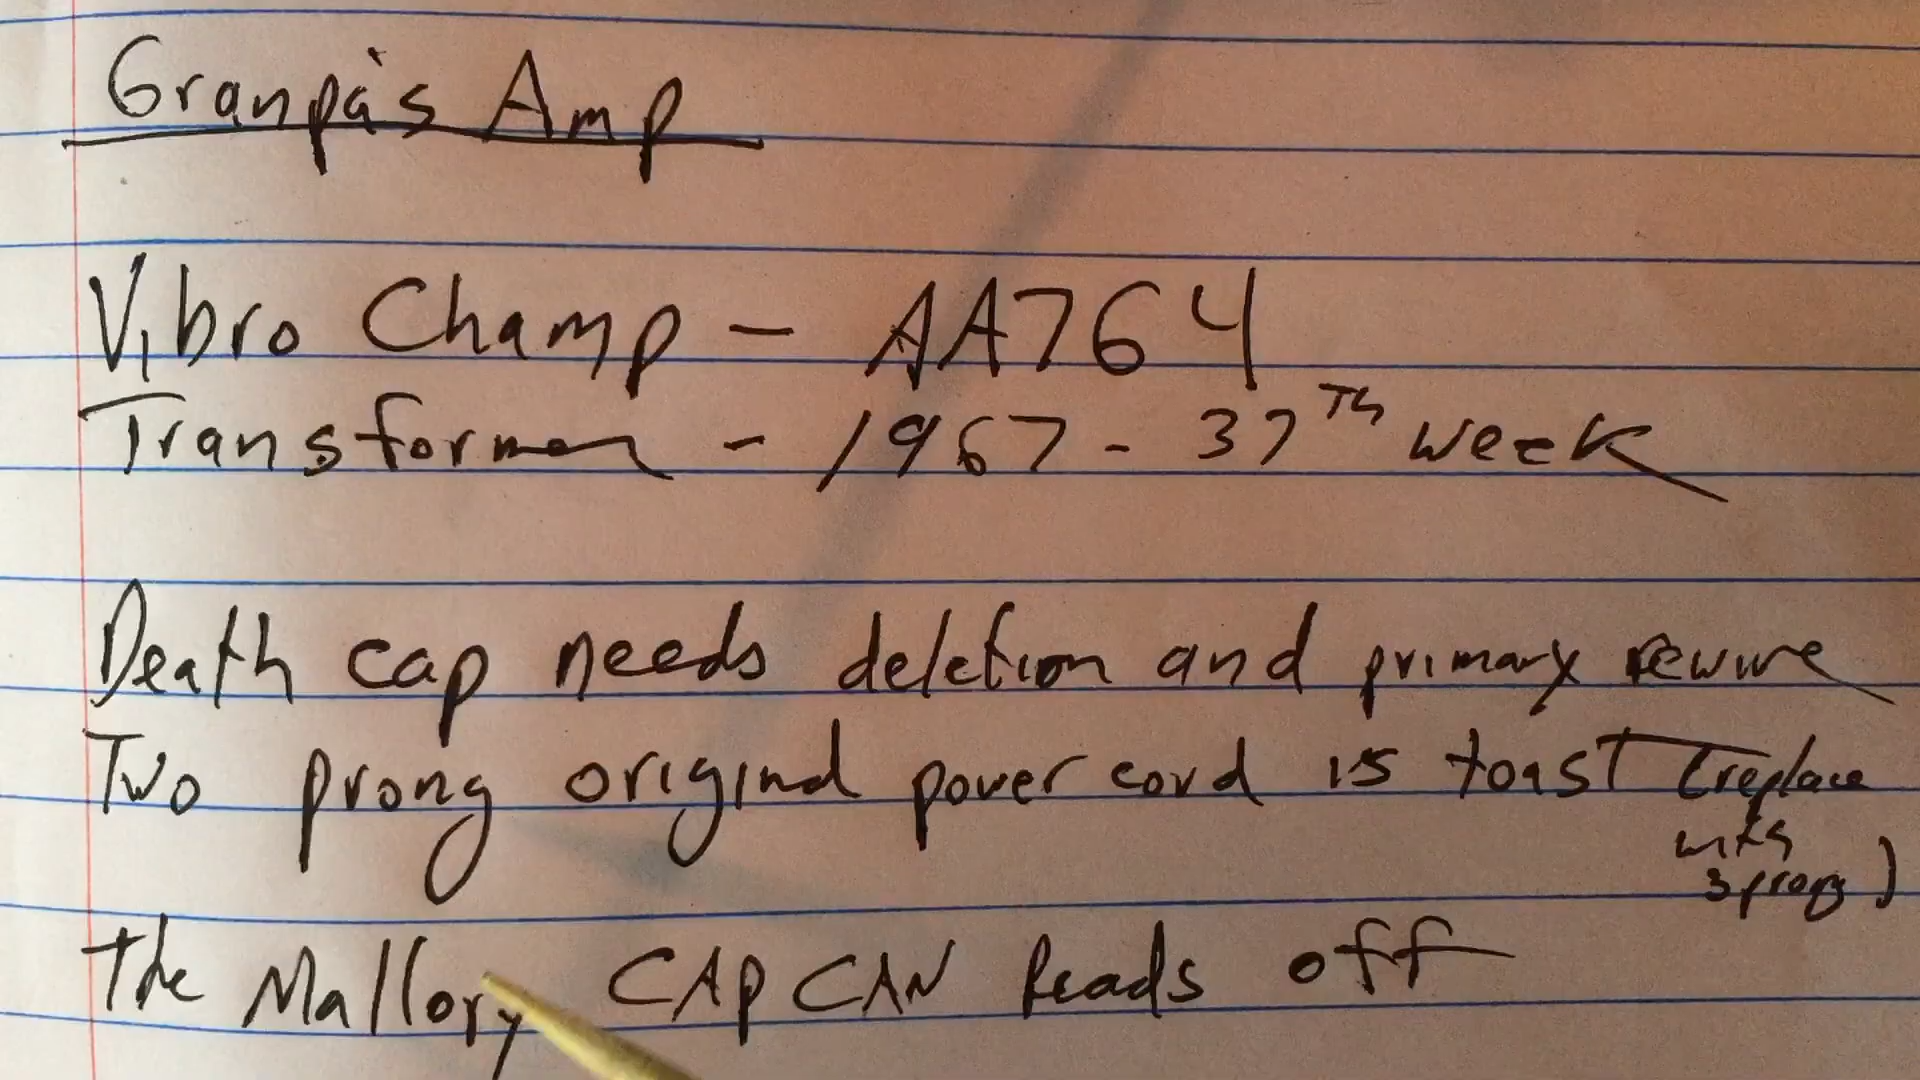 Granpa's Amp
Vibro Champ - AA764
Transformer - 1967 - 37th week
Death cap needs deletion and primary rewire
Two prong original power cord is toast (replace
with
3 prong)
The Mallory CAP CAN Reads off